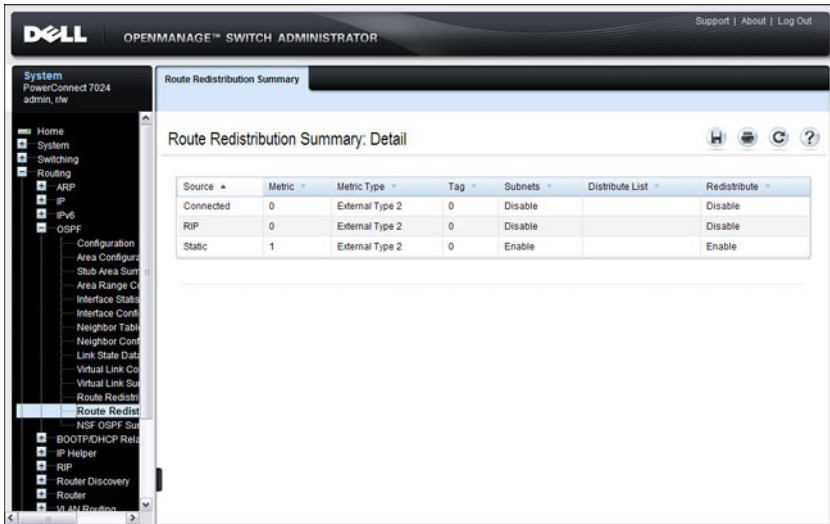 Support | About | Log Out
DELL OPENMANAGE™ SWITCH ADMINISTRATOR
System
PowerConnect 7024
admin, r/w
Route Redistribution Summary
Home
System
Switching
Routing
ARP
IP
IPv6
OSPF
Configuration
Area Configura
Stub Area Sum
Area Range Co
Interface Statis
Interface Confi
Neighbor Tabl
Neighbor Conf
Link State Data
Virtual Link Co
Virtual Link Su
Route Redistri
Route Redist
NSF OSPF Su
BOOTP/DHCP Rela
IP Helper
RIP
Router Discovery
Router
VLAN Routing
Route Redistribution Summary: Detail
Source Metric Metric Type Tag Subnets Distribute List Redistribute
Connected 0 External Type 2 0 Disable Disable
RIP 0 External Type 2 0 Disable Disable
Static 1 External Type 2 0 Enable Enable